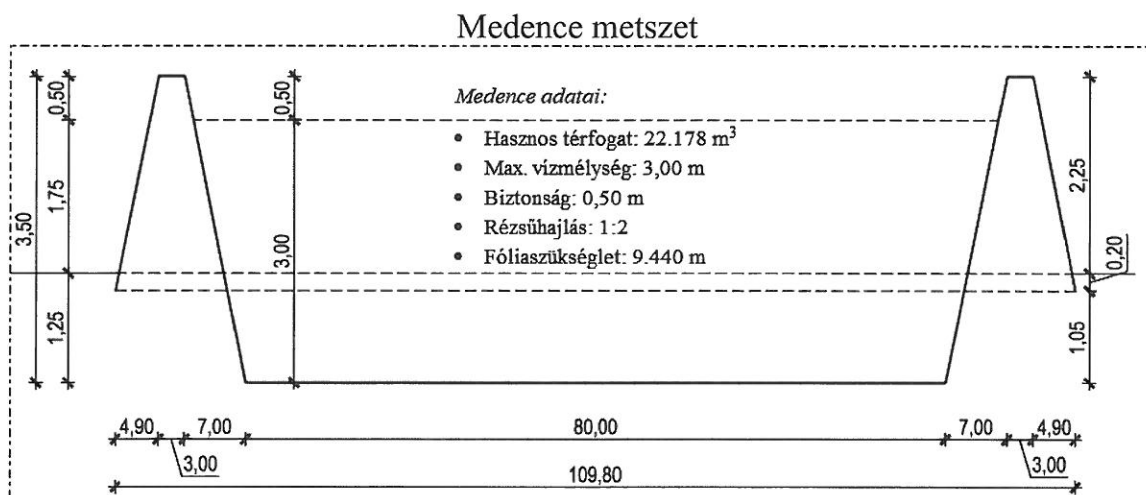 Medence metszet
Medence adatai:
• Hasznos térfogat: 22.178 m³
• Max. vízmélység: 3,00 m
• Biztonság: 0,50 m
• Rézsűhajlás: 1:2
• Fóliaszükséglet: 9.440 m
3,50
0,50
1,75
1,25
0,50
3,00
2,25
0,20
1,05
4,90
3,00
7,00
80,00
7,00
3,00
4,90
109,80